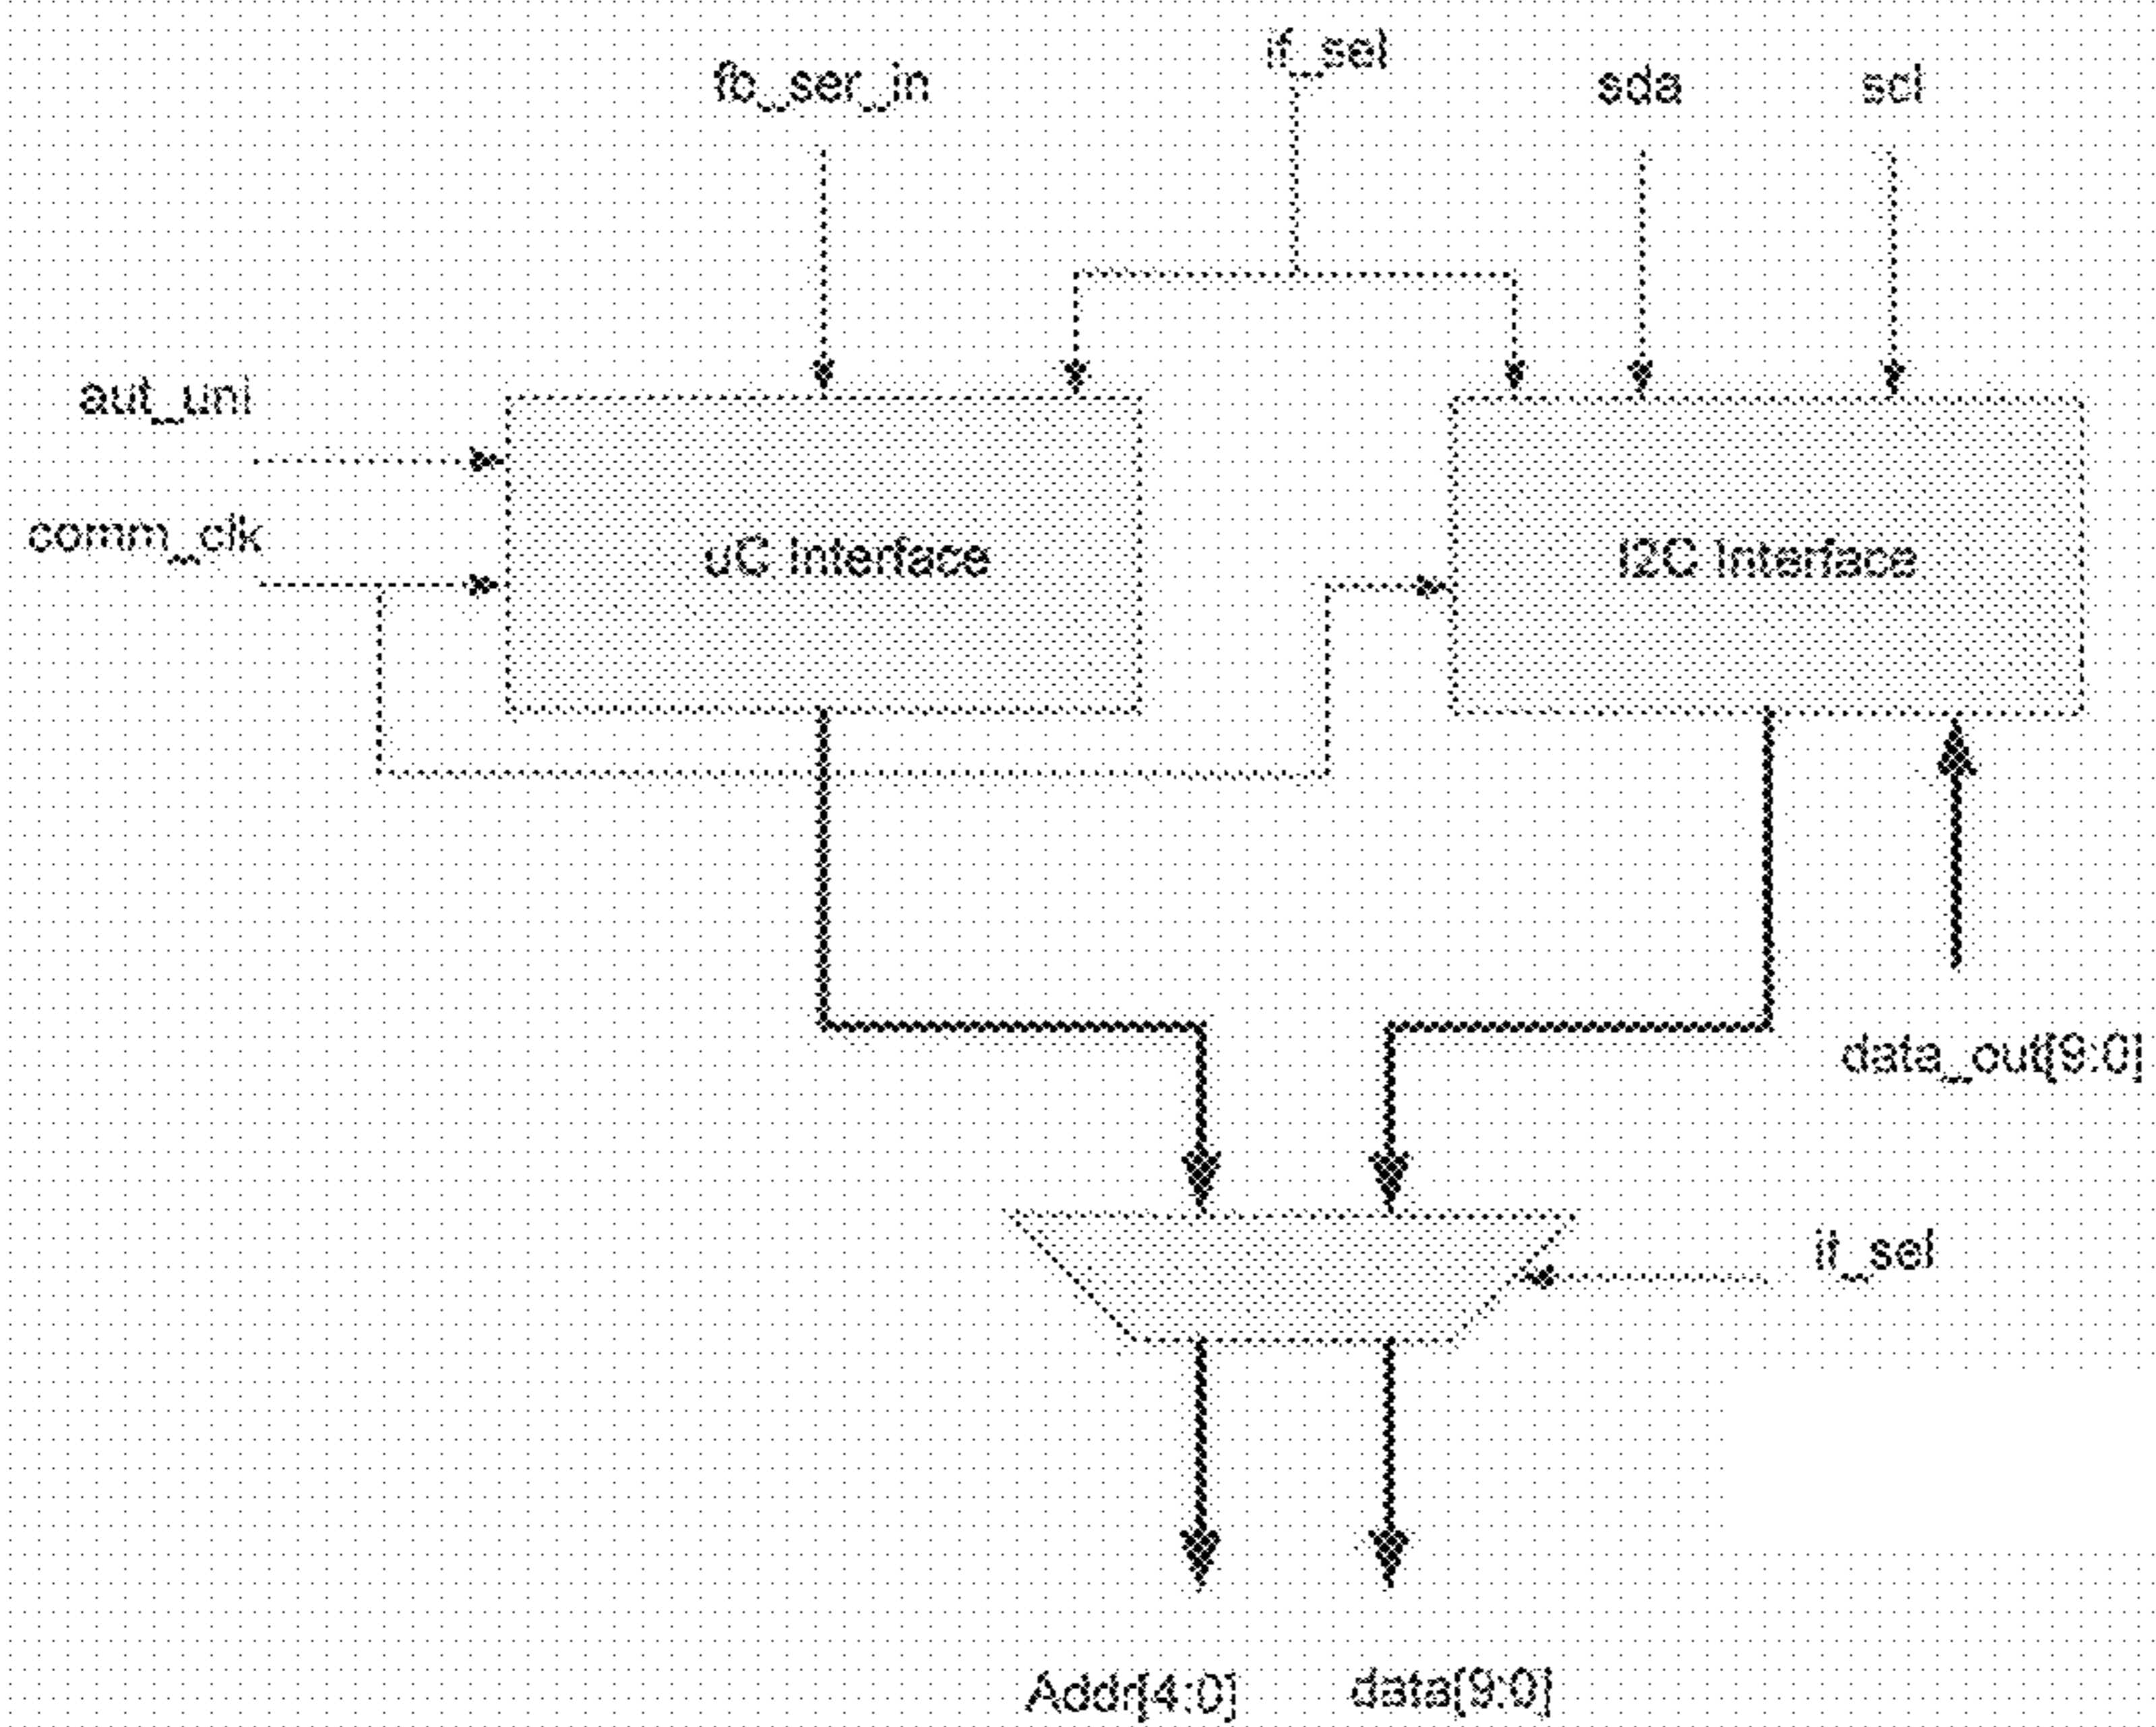 if_sel
fb_ser_in
sda
scl
aut_uni
comm_clk
uC Interface
I2C Interface
data_out[9:0]
if_sel
Addr[4:0]
data[9:0]